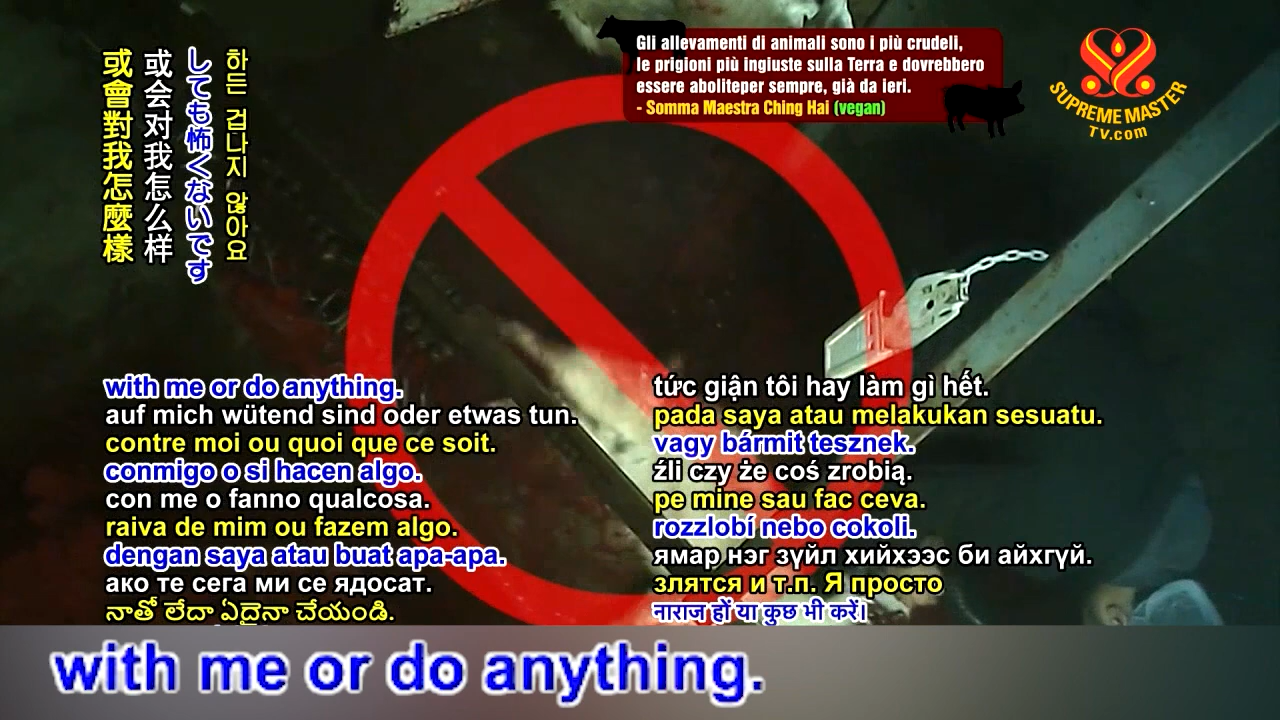 Gli allevamenti di animali sono i più crudeli,
le prigioni più ingiuste sulla Terra e dovrebbero
essere aboliteper sempre, già da ieri.
- Somma Maestra Ching Hai (vegan)
SUPREME MASTER
TV.com
하든 겁나지 않아요
しても怖くないです
或会对我怎么样
或會對我怎麼樣
with me or do anything.
auf mich wütend sind oder etwas tun.
contre moi ou quoi que ce soit.
conmigo o si hacen algo.
con me o fanno qualcosa.
raiva de mim ou fazem algo.
dengan saya atau buat apa-apa.
ако те сега ми се ядосат.
నాతో లేదా ఏదైనా చేయండి.
tức giận tôi hay làm gì hết.
pada saya atau melakukan sesuatu.
vagy bármit tesznek.
źli czy że coś zrobią.
pe mine sau fac ceva.
rozzlobí nebo cokoli.
ямар нэг зүйл хийхээс би айхгүй.
злятся и т.п. Я просто
नाराज हों या कुछ भी करें।
with me or do anything.